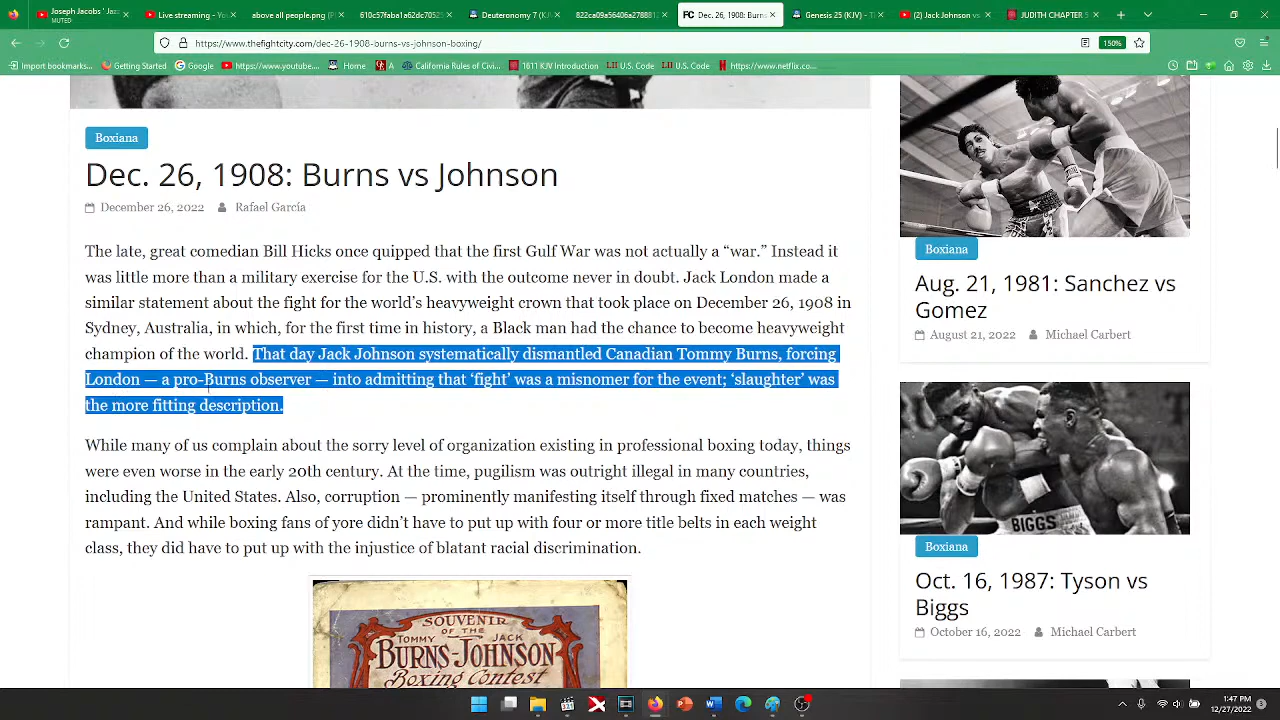 Joseph Jacobs' 'Jaz
MUTED
Live streaming - You
610c57faba1a62c70525
Deuteronomy 7 (KJV
822ca09a56406a27888
FC Dec. 26, 1908: Burns
Genesis 25 (KJV) - T
(2) Jack Johnson vs
JUDITH CHAPTER 5
https://www.thefightcity.com/dec-26-1908-burns-vs-johnson-boxing/
150%
Import bookmarks...
Getting Started
Google
https://www.youtube....
Home
A
California Rules of Civi...
1611 KJV Introduction
LII U.S. Code
LII U.S. Code
https://www.netflix.co...
Boxiana
Dec. 26, 1908: Burns vs Johnson
December 26, 2022 Rafael García
The late, great comedian Bill Hicks once quipped that the first Gulf War was not actually a “war.” Instead it
was little more than a military exercise for the U.S. with the outcome never in doubt. Jack London made a
similar statement about the fight for the world’s heavyweight crown that took place on December 26, 1908 in
Sydney, Australia, in which, for the first time in history, a Black man had the chance to become heavyweight
champion of the world. That day Jack Johnson systematically dismantled Canadian Tommy Burns, forcing
London — a pro-Burns observer — into admitting that ‘fight’ was a misnomer for the event; ‘slaughter’ was
the more fitting description.
While many of us complain about the sorry level of organization existing in professional boxing today, things
were even worse in the early 20th century. At the time, pugilism was outright illegal in many countries,
including the United States. Also, corruption — prominently manifesting itself through fixed matches — was
rampant. And while boxing fans of yore didn’t have to put up with four or more title belts in each weight
class, they did have to put up with the injustice of blatant racial discrimination.
SOUVENIR
OF THE
TOMMY JACK
BURNS-JOHNSON
Boxing Contest
Boxiana
Aug. 21, 1981: Sanchez vs
Gomez
August 21, 2022 Michael Carbert
BIGGS
Boxiana
Oct. 16, 1987: Tyson vs
Biggs
October 16, 2022 Michael Carbert
1:47 PM
12/27/2022